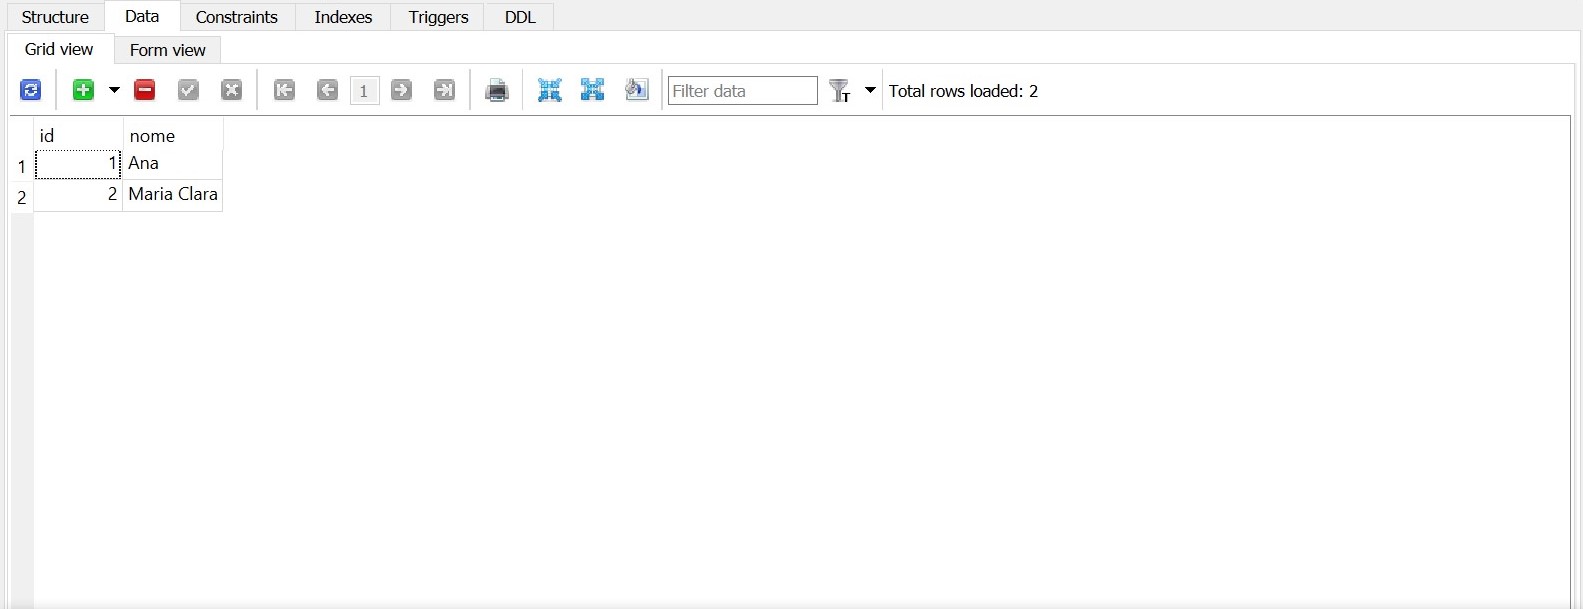 Structure Data Constraints Indexes Triggers DDL
Grid view Form view
1 Filter data T Total rows loaded: 2
id nome
1 1 Ana
2 2 Maria Clara